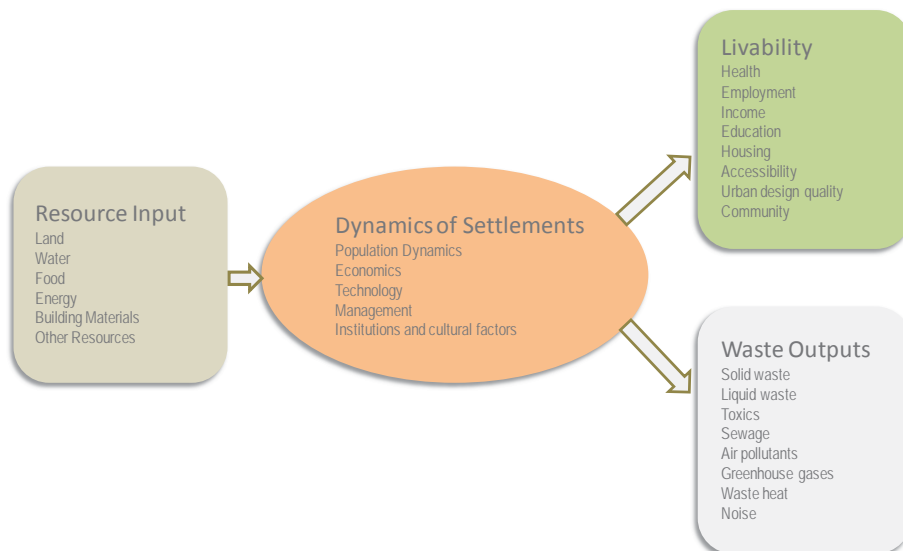 Resource Input
Land
Water
Food
Energy
Building Materials
Other Resources
Dynamics of Settlements
Population Dynamics
Economics
Technology
Management
Institutions and cultural factors
Livability
Health
Employment
Income
Education
Housing
Accessibility
Urban design quality
Community
Waste Outputs
Solid waste
Liquid waste
Toxics
Sewage
Air pollutants
Greenhouse gases
Waste heat
Noise